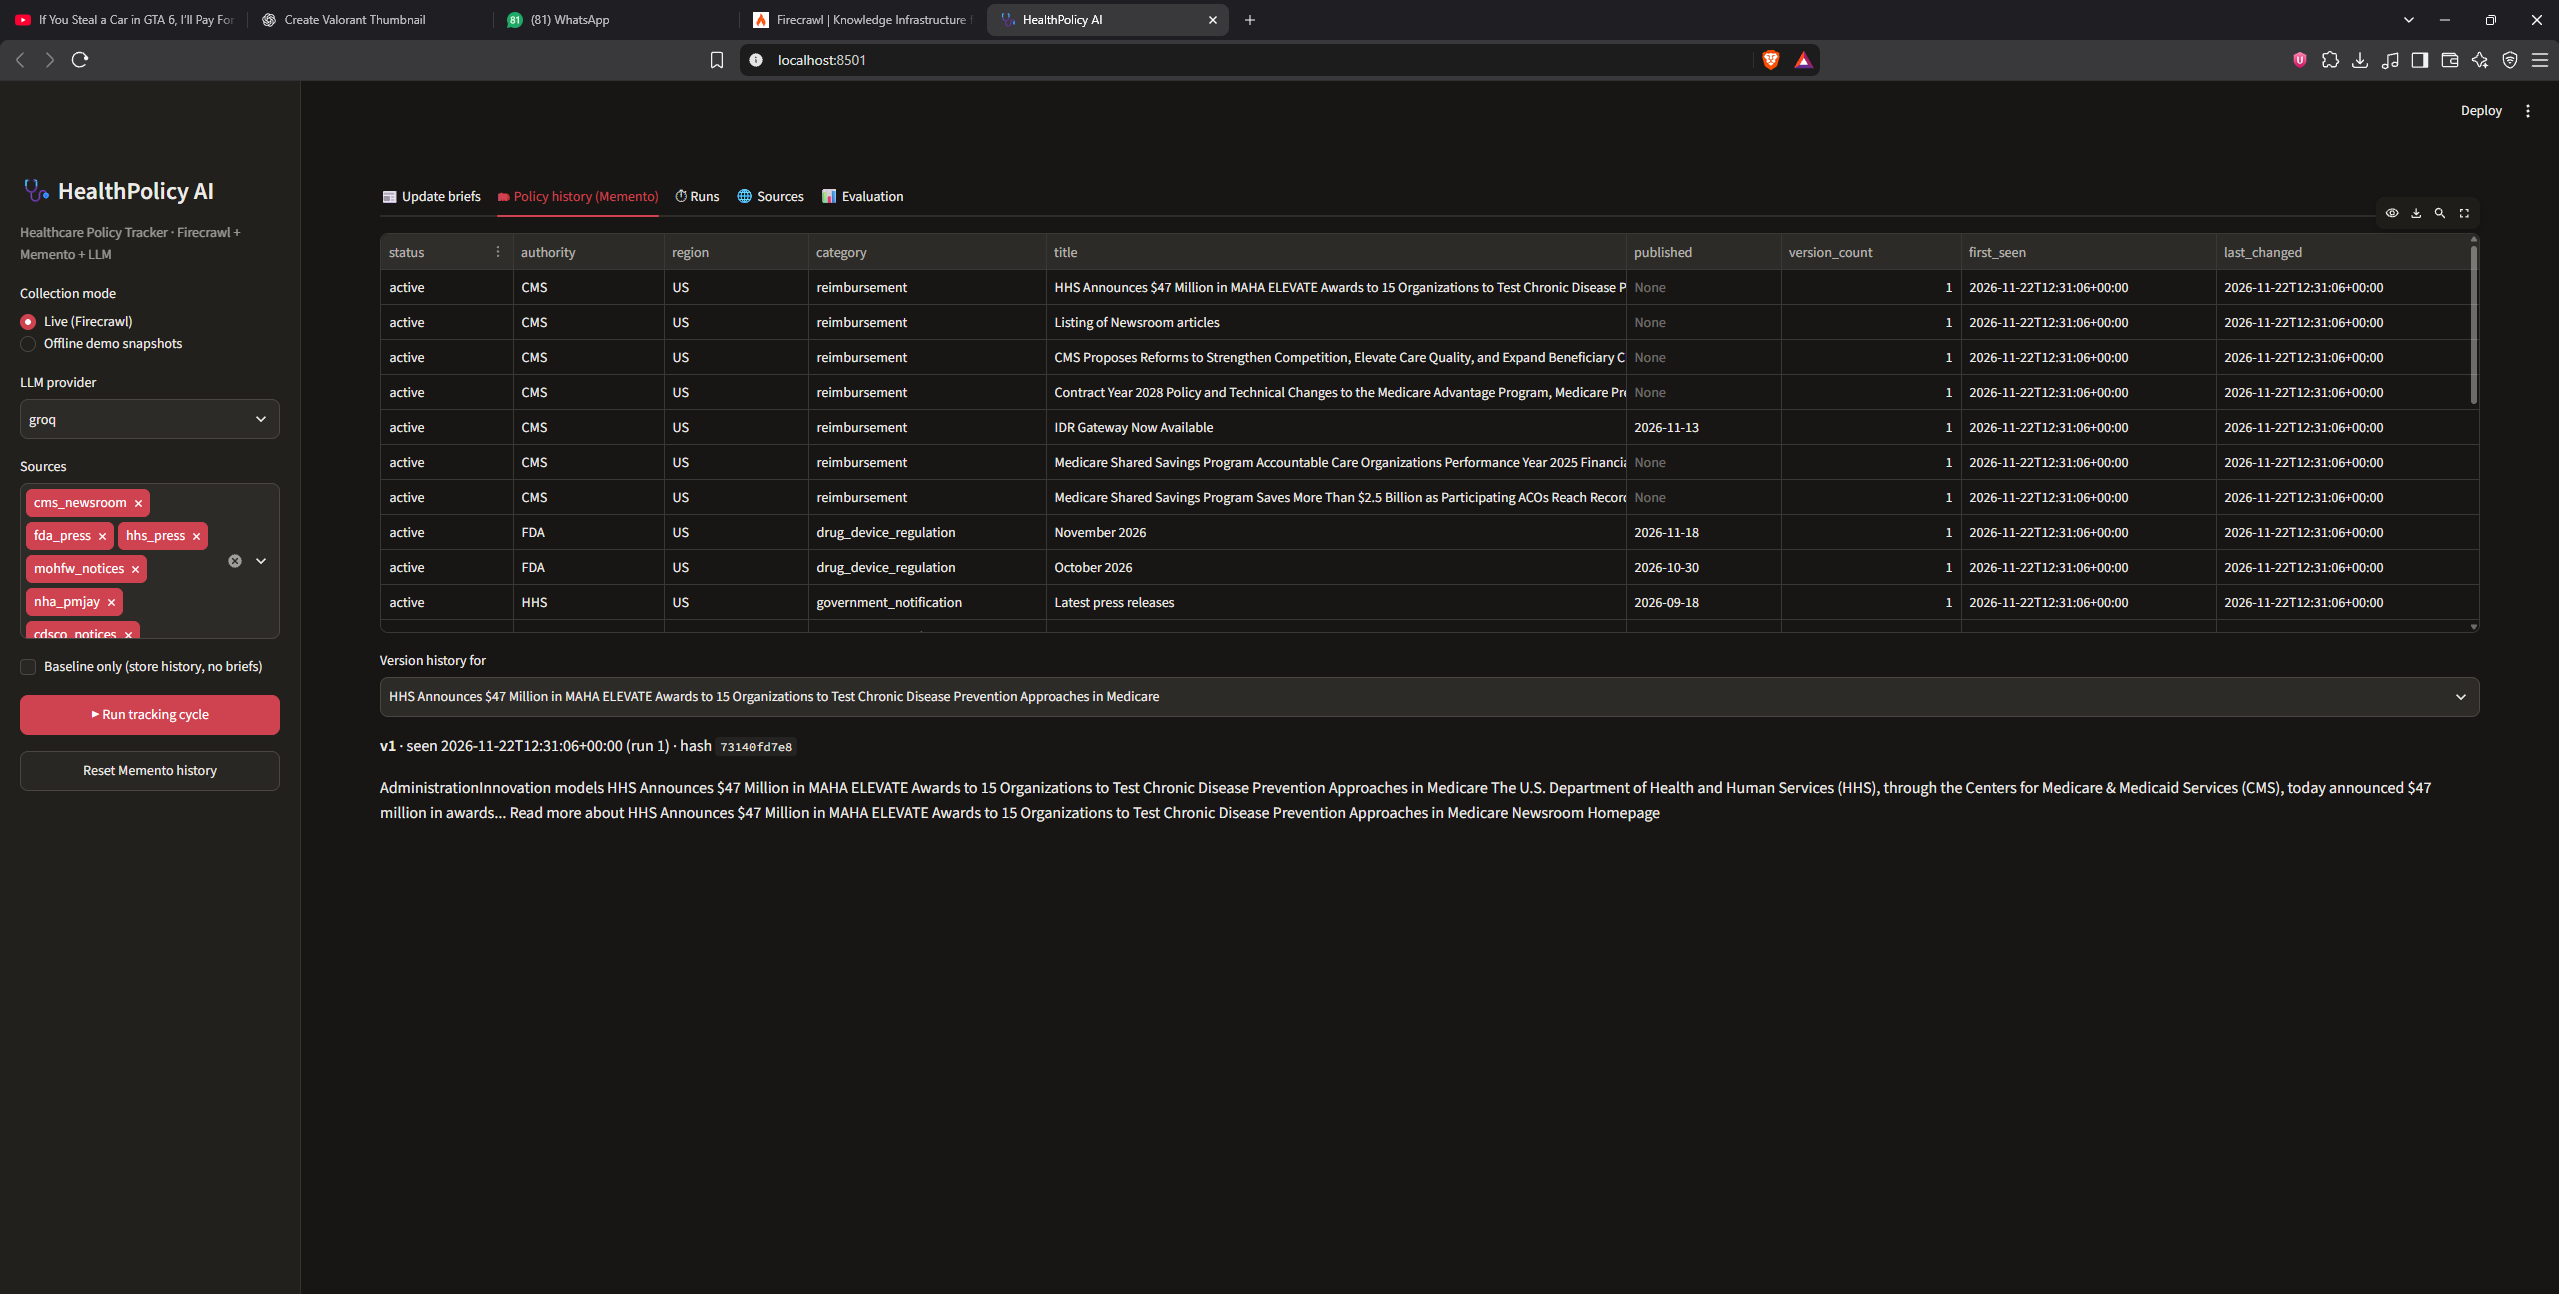 If You Steal a Car in GTA 6, I'll Pay For
Create Valorant Thumbnail
81 (81) WhatsApp
Firecrawl | Knowledge Infrastructure f
HealthPolicy AI
localhost:8501
Deploy
HealthPolicy AI
Healthcare Policy Tracker · Firecrawl +
Memento + LLM
Collection mode
Live (Firecrawl)
Offline demo snapshots
LLM provider
groq
Sources
cms_newsroom
fda_press hhs_press
mohfw_notices
nha_pmjay
cdsco_notices
Baseline only (store history, no briefs)
Run tracking cycle
Reset Memento history
Update briefs Policy history (Memento) Runs Sources Evaluation
status authority region category title published version_count first_seen last_changed
active CMS US reimbursement HHS Announces $47 Million in MAHA ELEVATE Awards to 15 Organizations to Test Chronic Disease P None 1 2026-11-22T12:31:06+00:00 2026-11-22T12:31:06+00:00
active CMS US reimbursement Listing of Newsroom articles None 1 2026-11-22T12:31:06+00:00 2026-11-22T12:31:06+00:00
active CMS US reimbursement CMS Proposes Reforms to Strengthen Competition, Elevate Care Quality, and Expand Beneficiary C None 1 2026-11-22T12:31:06+00:00 2026-11-22T12:31:06+00:00
active CMS US reimbursement Contract Year 2028 Policy and Technical Changes to the Medicare Advantage Program, Medicare Pre None 1 2026-11-22T12:31:06+00:00 2026-11-22T12:31:06+00:00
active CMS US reimbursement IDR Gateway Now Available 2026-11-13 1 2026-11-22T12:31:06+00:00 2026-11-22T12:31:06+00:00
active CMS US reimbursement Medicare Shared Savings Program Accountable Care Organizations Performance Year 2025 Financia None 1 2026-11-22T12:31:06+00:00 2026-11-22T12:31:06+00:00
active CMS US reimbursement Medicare Shared Savings Program Saves More Than $2.5 Billion as Participating ACOs Reach Record None 1 2026-11-22T12:31:06+00:00 2026-11-22T12:31:06+00:00
active FDA US drug_device_regulation November 2026 2026-11-18 1 2026-11-22T12:31:06+00:00 2026-11-22T12:31:06+00:00
active FDA US drug_device_regulation October 2026 2026-10-30 1 2026-11-22T12:31:06+00:00 2026-11-22T12:31:06+00:00
active HHS US government_notification Latest press releases 2026-09-18 1 2026-11-22T12:31:06+00:00 2026-11-22T12:31:06+00:00
Version history for
HHS Announces $47 Million in MAHA ELEVATE Awards to 15 Organizations to Test Chronic Disease Prevention Approaches in Medicare
v1 · seen 2026-11-22T12:31:06+00:00 (run 1) · hash 73140fd7e8
AdministrationInnovation models HHS Announces $47 Million in MAHA ELEVATE Awards to 15 Organizations to Test Chronic Disease Prevention Approaches in Medicare The U.S. Department of Health and Human Services (HHS), through the Centers for Medicare & Medicaid Services (CMS), today announced $47
million in awards... Read more about HHS Announces $47 Million in MAHA ELEVATE Awards to 15 Organizations to Test Chronic Disease Prevention Approaches in Medicare Newsroom Homepage